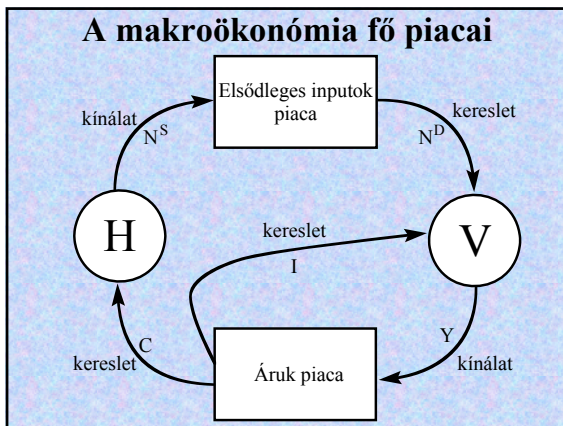 A makroökonómia fő piacai
Elsődleges inputok
piaca
kínálat
N^S
kereslet
N^D
H
V
kereslet
I
C
kereslet
Áruk piaca
Y
kínálat